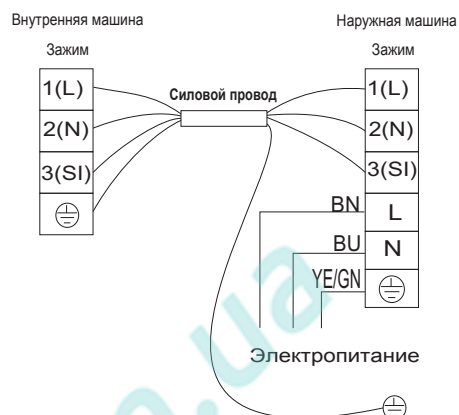 Внутренняя машина
Наружная машина
Зажим
Зажим
1(L)
Силовой провод
1(L)
2(N)
2(N)
3(SI)
3(SI)
BN
L
BU
N
YE/GN
Электропитание
.ua